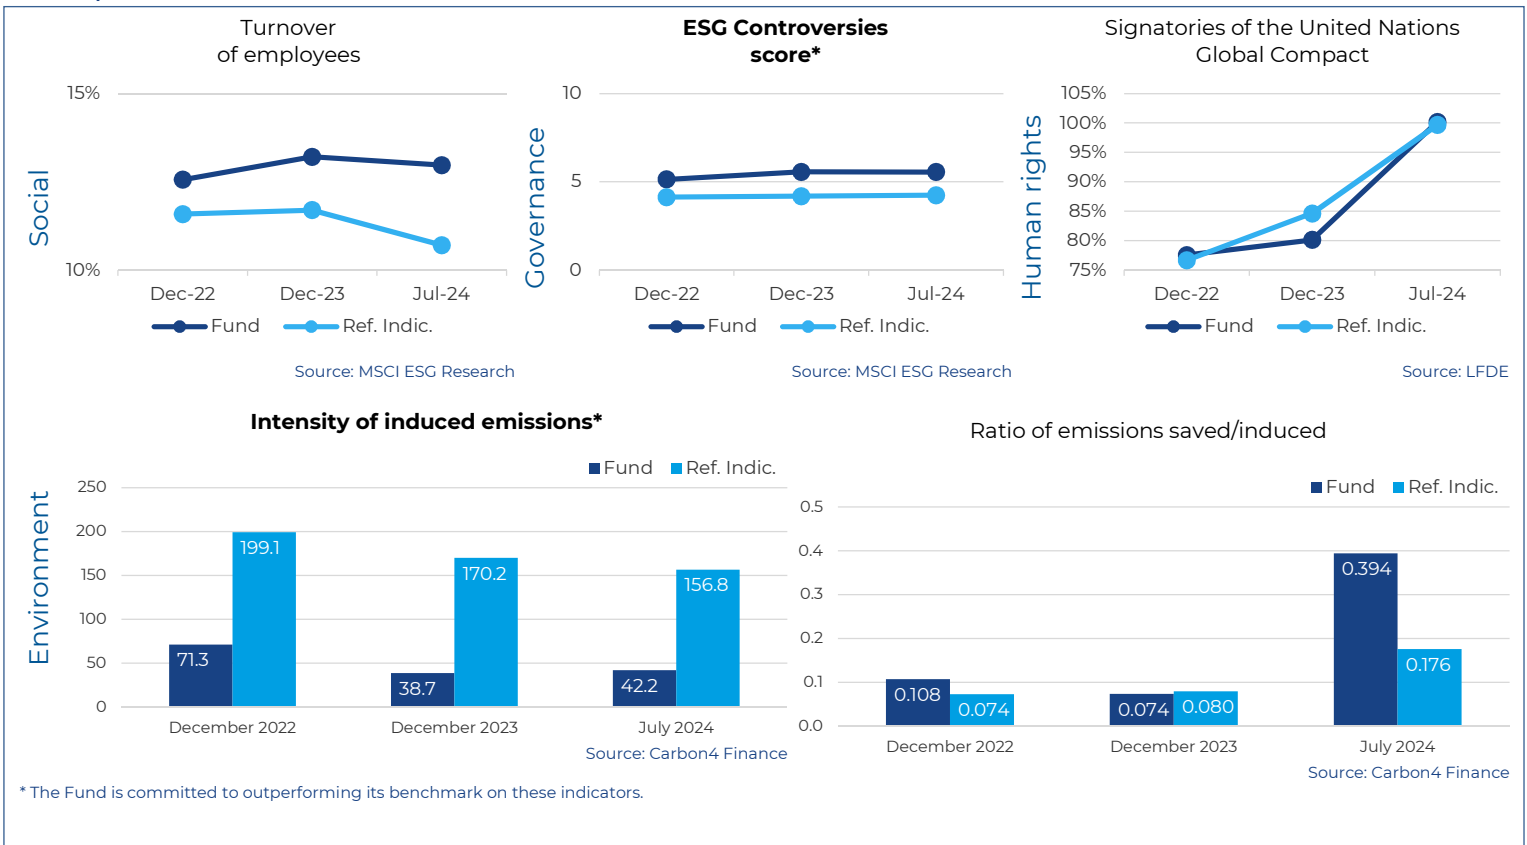 Turnover
of employees
15%
10%
Social
Dec-22
Dec-23
Jul-24
Fund
Ref. Indic.
Source: MSCI ESG Research
ESG Controversies
score*
10
5
0
Governance
Dec-22
Dec-23
Jul-24
Fund
Ref. Indic.
Source: MSCI ESG Research
Signatories of the United Nations
Global Compact
105%
100%
95%
90%
85%
80%
75%
Human rights
Dec-22
Dec-23
Jul-24
Fund
Ref. Indic.
Source: LFDE
Intensity of induced emissions*
Fund
Ref. Indic.
250
200
150
100
50
0
Environment
71.3
199.1
38.7
170.2
42.2
156.8
December 2022
December 2023
July 2024
Source: Carbon4 Finance
Ratio of emissions saved/induced
Fund
Ref. Indic.
0.5
0.4
0.3
0.2
0.1
0.0
0.108
0.074
0.074
0.080
0.394
0.176
December 2022
December 2023
July 2024
Source: Carbon4 Finance
* The Fund is committed to outperforming its benchmark on these indicators.